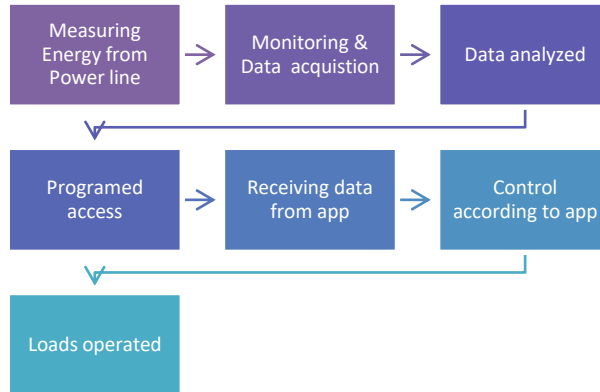 Measuring
Energy from
Power line
Monitoring &
Data acquistion
Data analyzed
Programed
access
Receiving data
from app
Control
according to app
Loads operated